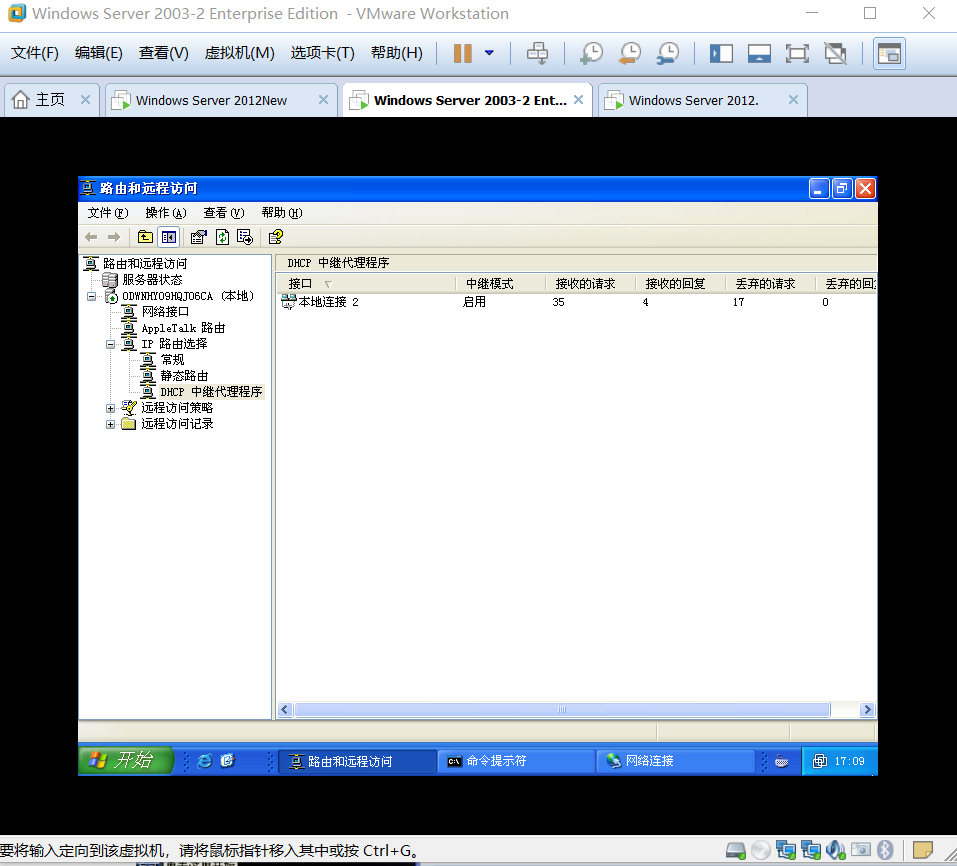 Windows Server 2003-2 Enterprise Edition - VMware Workstation
文件(F) 编辑(E) 查看(V) 虚拟机(M) 选项卡(T) 帮助(H)
主页 Windows Server 2012New Windows Server 2003-2 Ent... Windows Server 2012.
路由和远程访问
文件(F) 操作(A) 查看(V) 帮助(H)
路由和远程访问
服务器状态
ODWNHYO9HQJO6CA (本地)
网络接口
AppleTalk 路由
IP 路由选择
常规
静态路由
DHCP 中继代理程序
远程访问策略
远程访问记录
DHCP 中继代理程序
接口 中继模式 接收的请求 接收的回复 丢弃的请求 丢弃的回
本地连接 2 启用 35 4 17 0
开始 路由和远程访问 命令提示符 网络连接 17:09
要将输入定向到该虚拟机，请将鼠标指针移入其中或按 Ctrl+G。